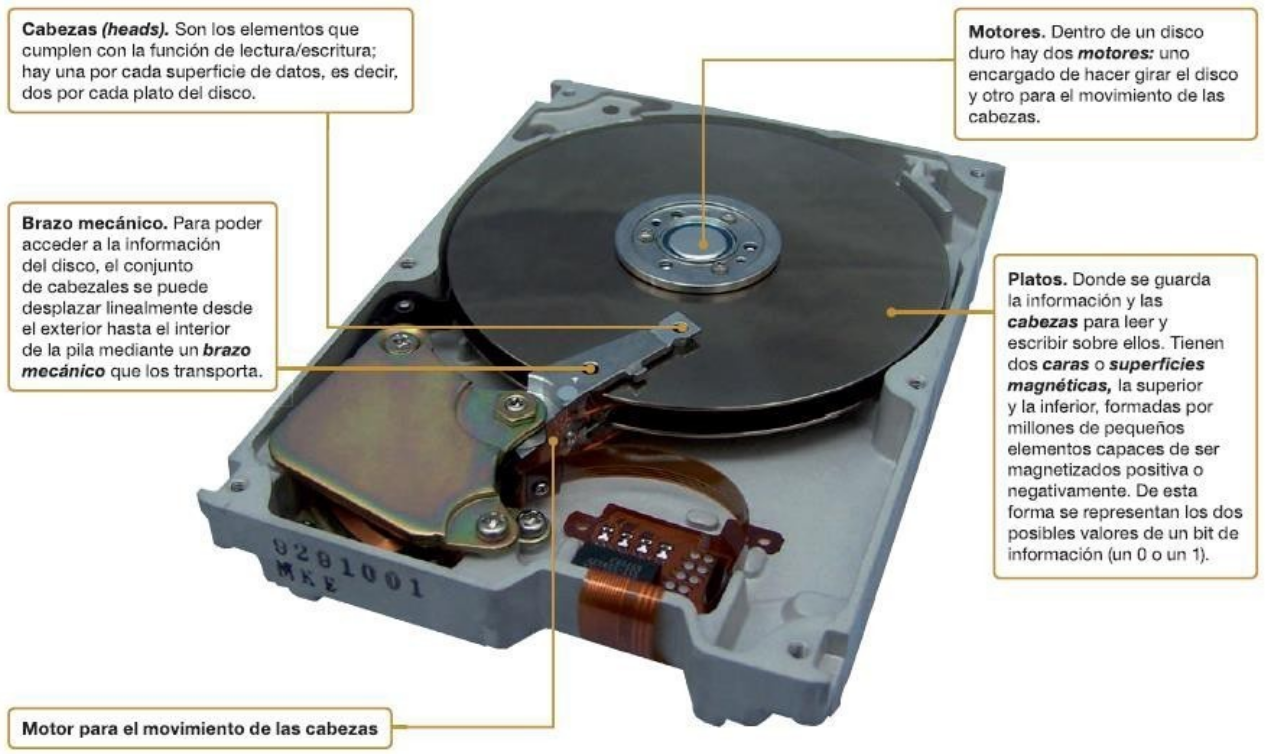 Cabezas (heads). Son los elementos que
cumplen con la función de lectura/escritura;
hay una por cada superficie de datos, es decir,
dos por cada plato del disco.
Motores. Dentro de un disco
duro hay dos motores: uno
encargado de hacer girar el disco
y otro para el movimiento de las
cabezas.
Brazo mecánico. Para poder
acceder a la información
del disco, el conjunto
de cabezales se puede
desplazar linealmente desde
el exterior hasta el interior
de la pila mediante un brazo
mecánico que los transporta.
Platos. Donde se guarda
la información y las
cabezas para leer y
escribir sobre ellos. Tienen
dos caras o superficies
magnéticas, la superior
y la inferior, formadas por
millones de pequeños
elementos capaces de ser
magnetizados positiva o
negativamente. De esta
forma se representan los dos
posibles valores de un bit de
información (un 0 o un 1).
9291001
MKE
Motor para el movimiento de las cabezas